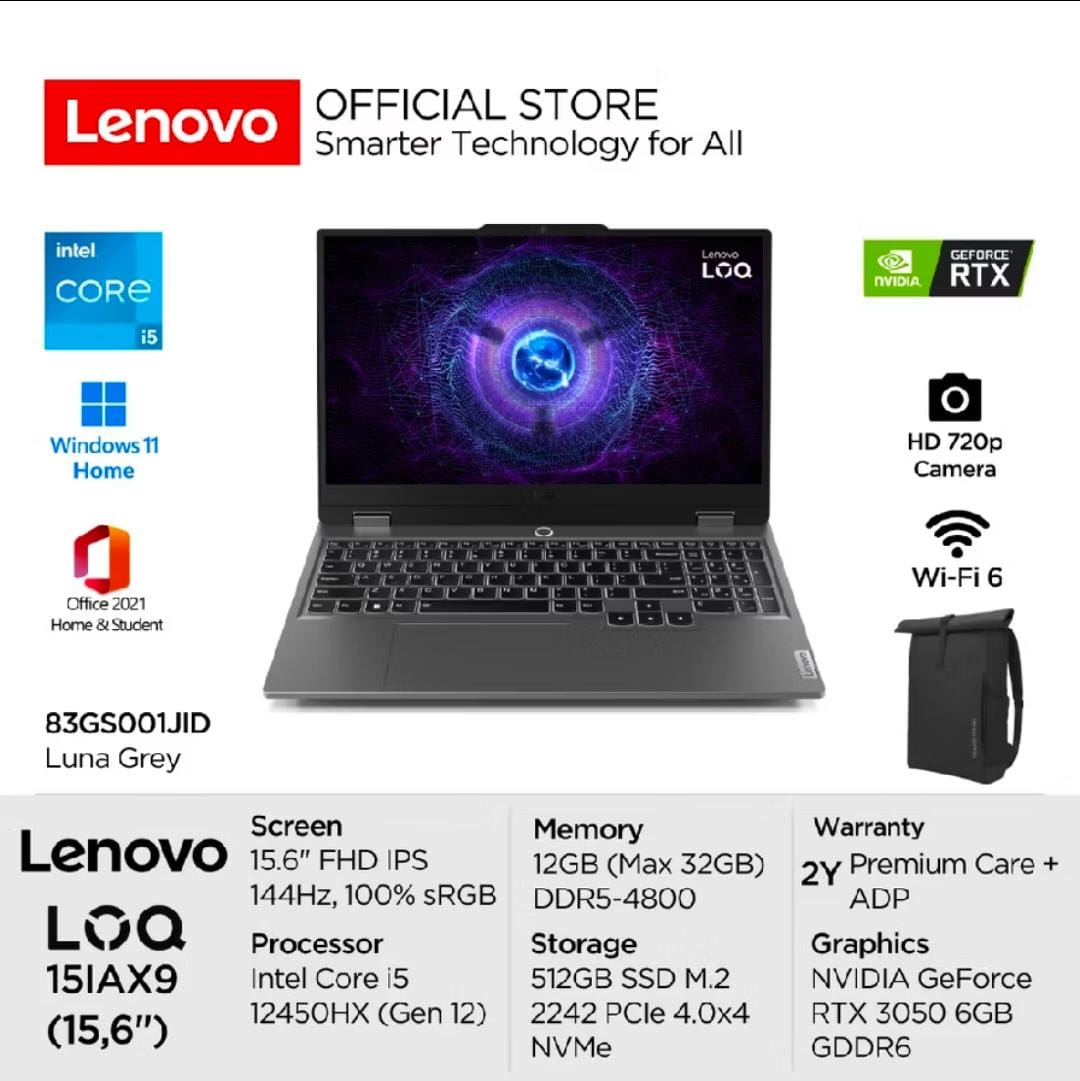 Lenovo
OFFICIAL STORE
Smarter Technology for All
intel
CORE
i5
Windows 11
Home
Office 2021
Home & Student
83GS001JID
Luna Grey
Lenovo
LOQ
NVIDIA
GEFORCE
RTX
HD 720p
Camera
Wi-Fi 6
Lenovo
LOQ
15IAX9
(15,6")
Screen
15.6" FHD IPS
144Hz, 100% sRGB
Processor
Intel Core i5
12450HX (Gen 12)
Memory
12GB (Max 32GB)
DDR5-4800
Storage
512GB SSD M.2
2242 PCIe 4.0x4
NVMe
Warranty
2Y Premium Care +
ADP
Graphics
NVIDIA GeForce
RTX 3050 6GB
GDDR6